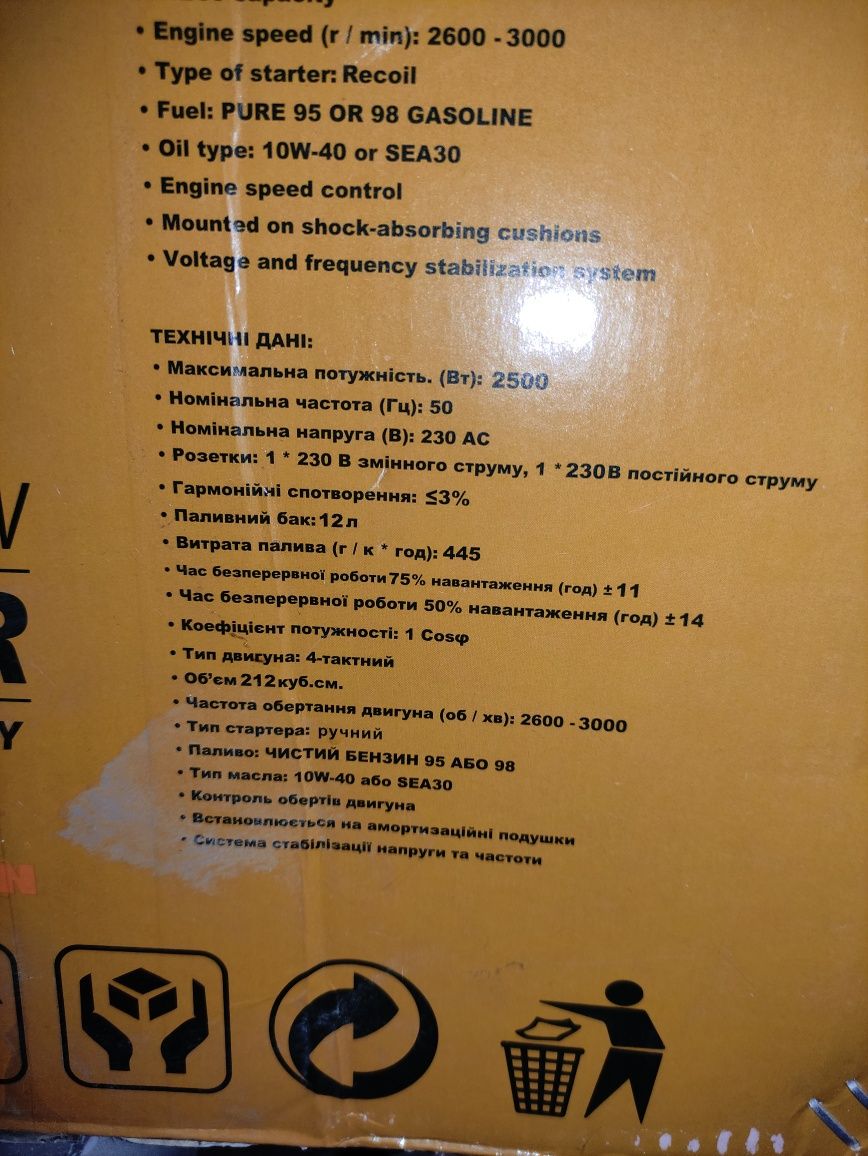 capacity
• Engine speed (r / min): 2600 - 3000
• Type of starter: Recoil
• Fuel: PURE 95 OR 98 GASOLINE
• Oil type: 10W-40 or SEA30
• Engine speed control
• Mounted on shock-absorbing cushions
• Voltage and frequency stabilization system
ТЕХНІЧНІ ДАНІ:
• Максимальна потужність. (Вт): 2500
• Номінальна частота (Гц): 50
• Номінальна напруга (В): 230 AC
• Розетки: 1 * 230 В змінного струму, 1 * 230В постійного струму
• Гармонійні спотворення: ≤3%
• Паливний бак: 12л
• Витрата палива (г / к * год): 445
• Час безперервної роботи 75% навантаження (год) ±11
• Час безперервної роботи 50% навантаження (год) ±14
• Коефіцієнт потужності: 1 Cosφ
• Тип двигуна: 4-тактний
• Об'єм 212куб.см.
• Частота обертання двигуна (об / хв): 2600 - 3000
• Тип стартера: ручний
• Паливо: ЧИСТИЙ БЕНЗИН 95 АБО 98
• Тип масла: 10W-40 або SEA30
• Контроль обертів двигуна
• Встановлюється на амортизаційні подушки
• Система стабілізації напруги та частоти